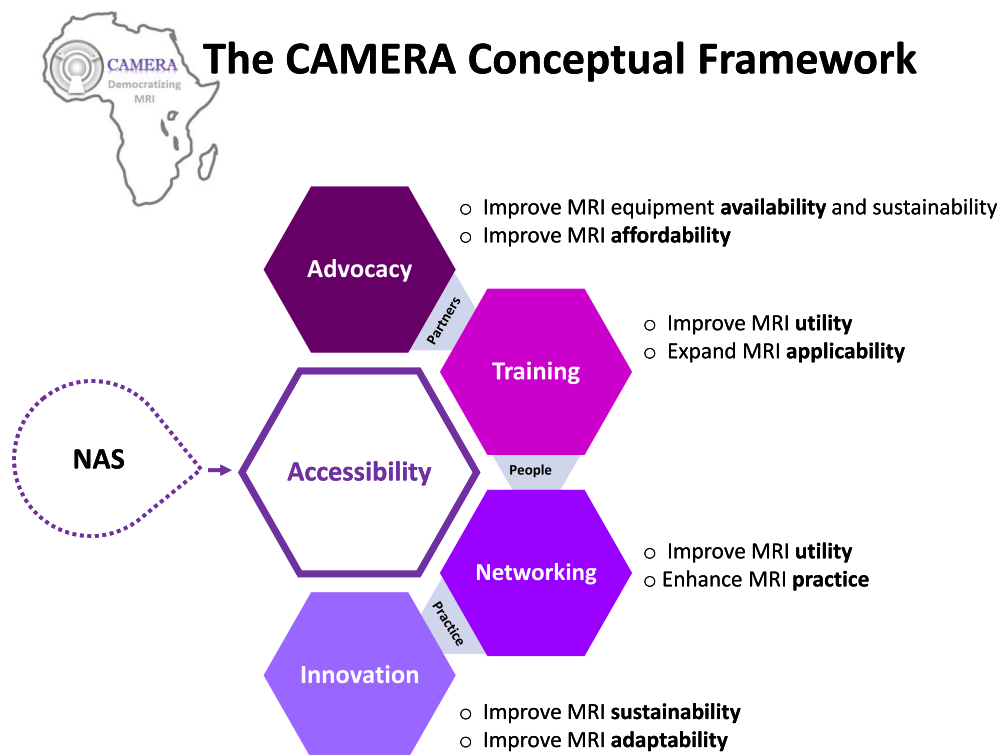 The CAMERA Conceptual Framework
CAMERA
Democratizing
MRI
Advocacy
○ Improve MRI equipment availability and sustainability
○ Improve MRI affordability
Partners
Training
○ Improve MRI utility
○ Expand MRI applicability
NAS
Accessibility
People
Networking
○ Improve MRI utility
○ Enhance MRI practice
Practice
Innovation
○ Improve MRI sustainability
○ Improve MRI adaptability